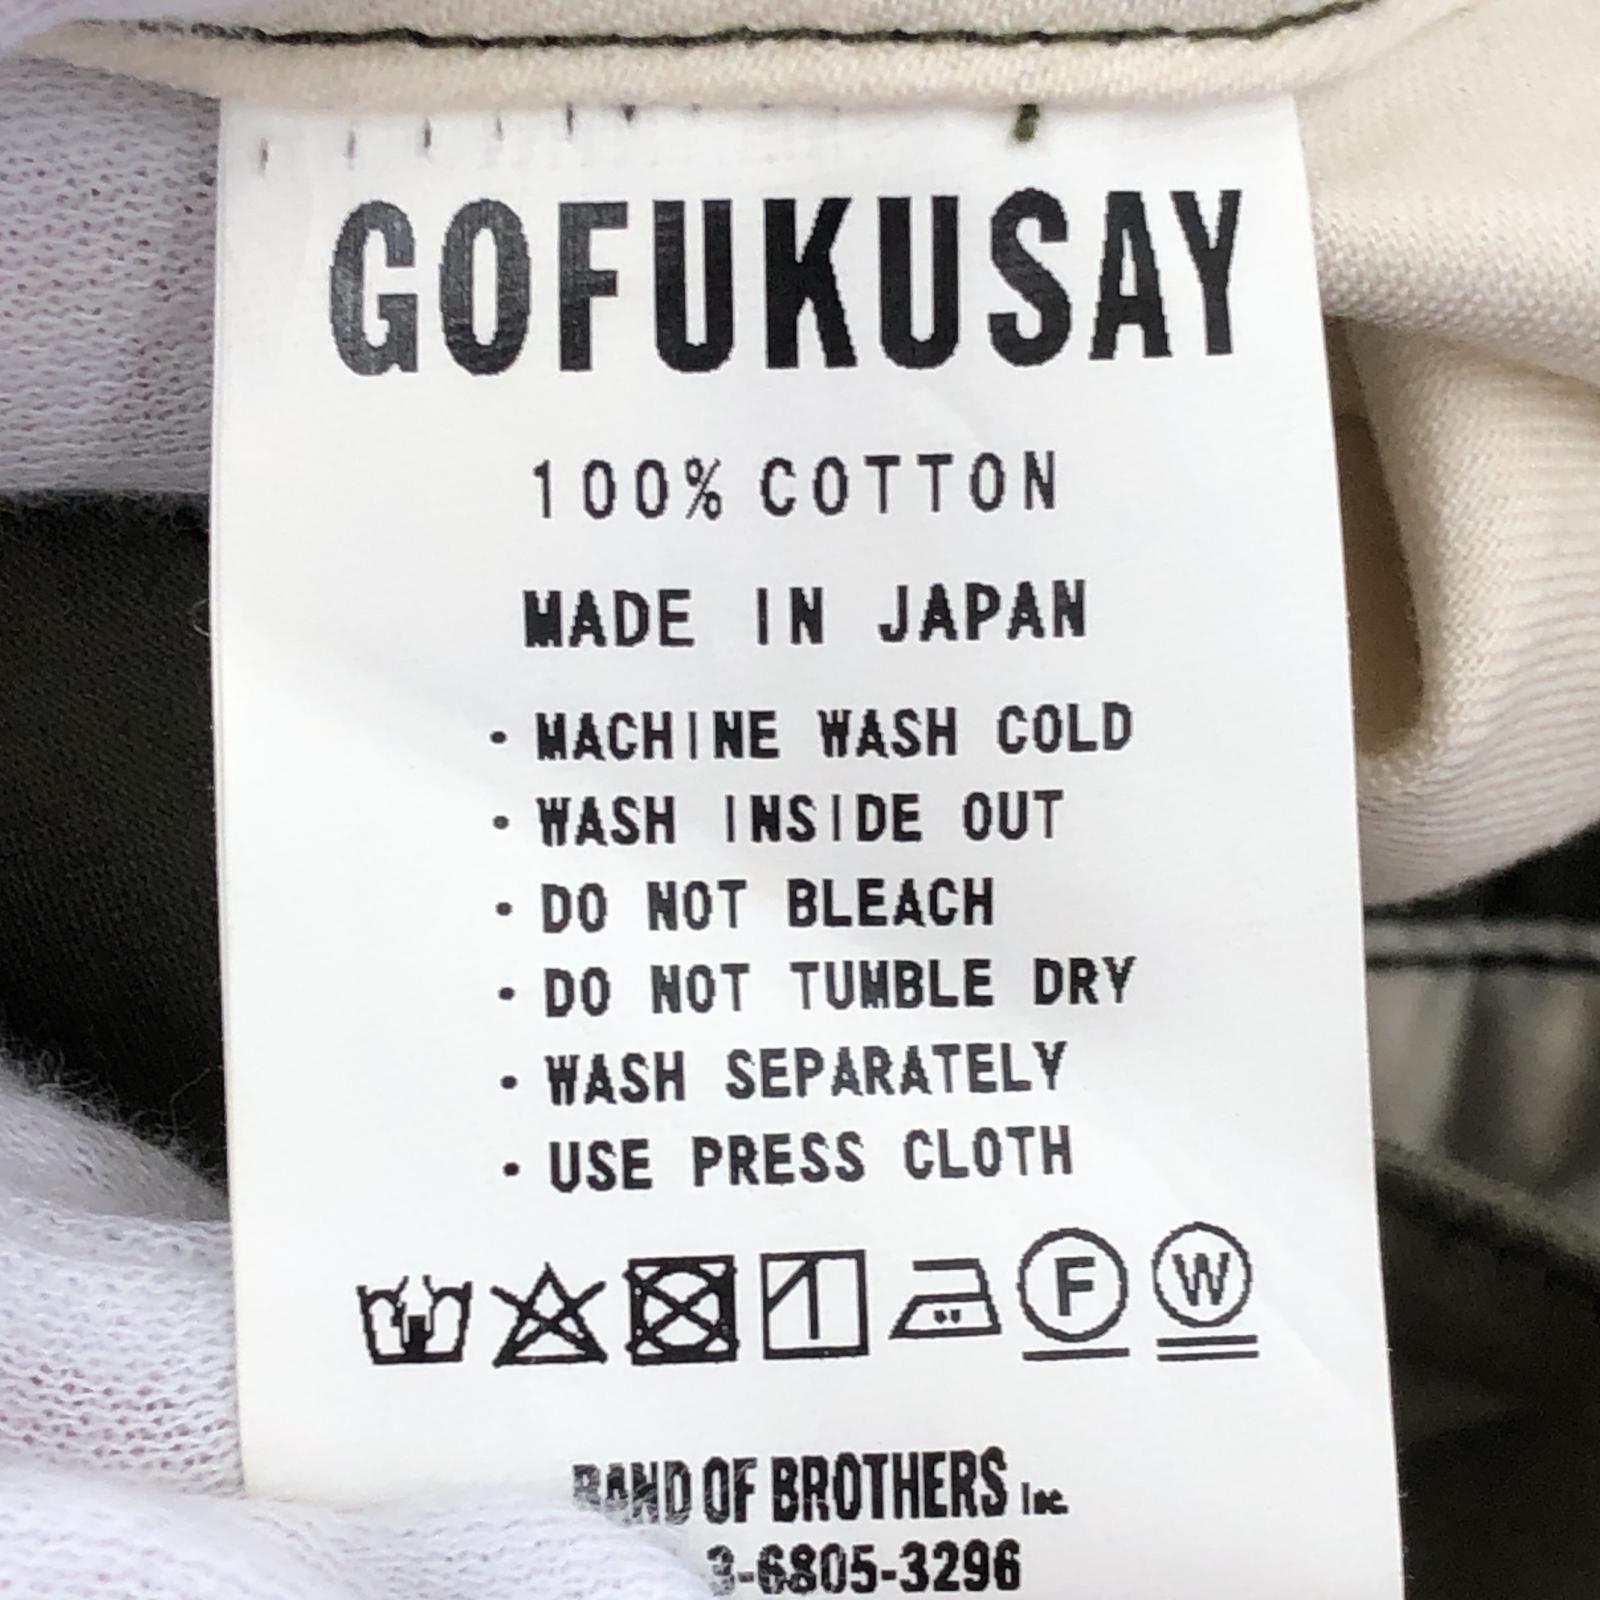 GOFUKUSAY
100% COTTON
MADE IN JAPAN
· MACHINE WASH COLD
· WASH INSIDE OUT
· DO NOT BLEACH
· DO NOT TUMBLE DRY
· WASH SEPARATELY
· USE PRESS CLOTH
F W
BAND OF BROTHERS Inc.
3-6805-3296